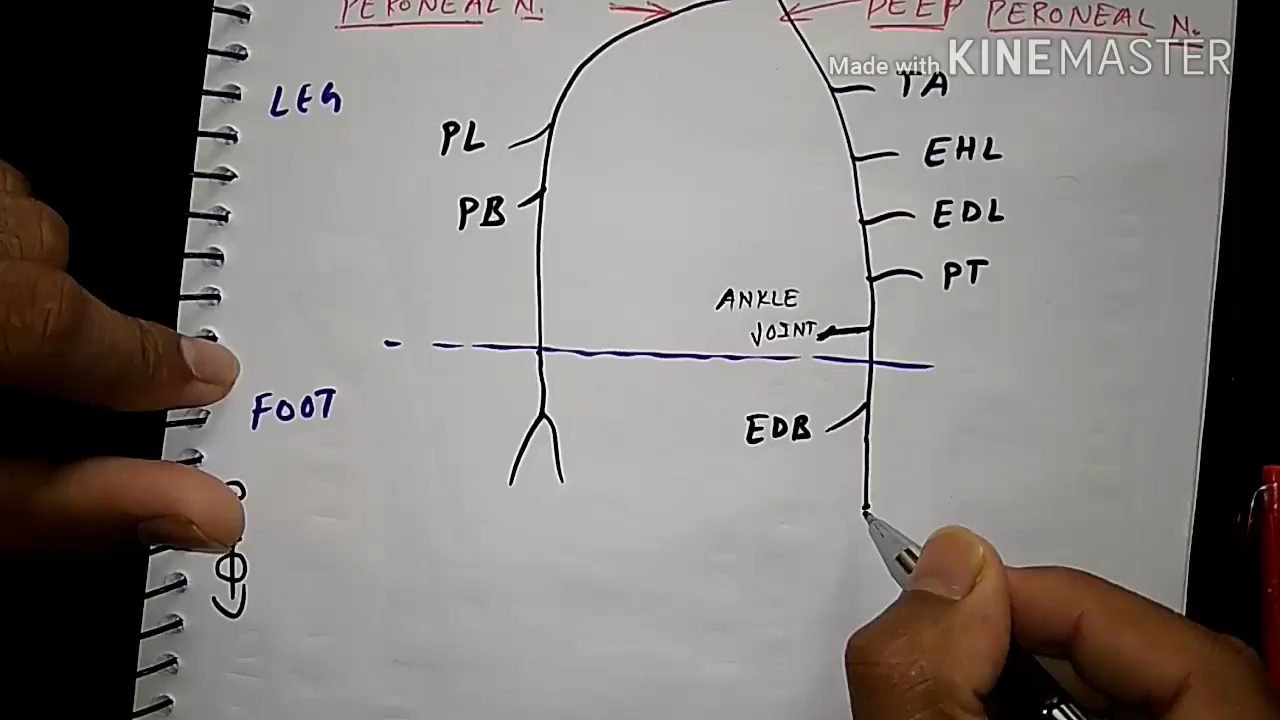 PERONEAL N.
DEEP PERONEAL N.
Made with KINEMASTER
TA
LEG
PL
EHL
PB
EDL
PT
ANKLE
JOINT
FOOT
EDB